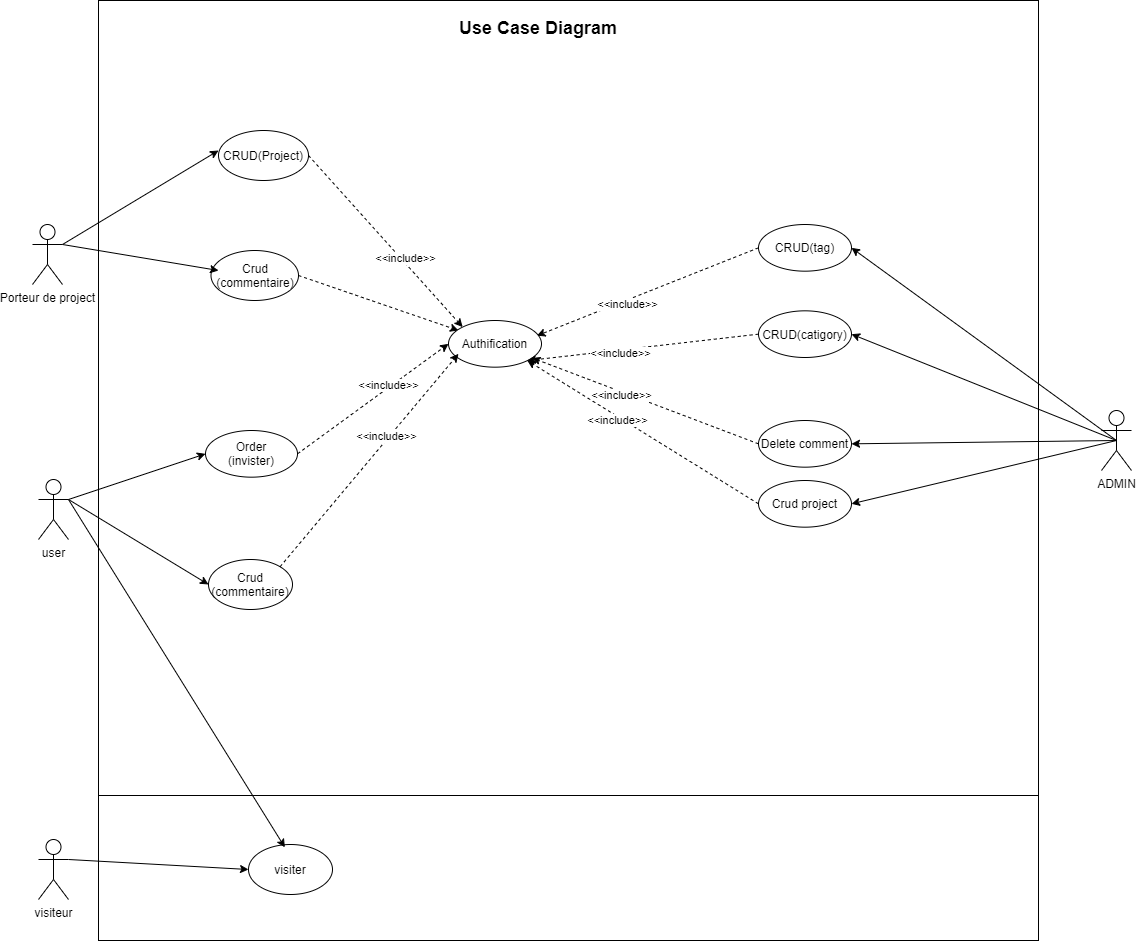 Use Case Diagram
CRUD(Project)
Porteur de project
Crud
(commentaire)
<<include>>
CRUD(tag)
<<include>>
CRUD(catigory)
Authification
<<include>>
<<include>>
<<include>>
<<include>>
<<include>>
Order
(invister)
Delete comment
ADMIN
Crud project
user
Crud
(commentaire)
visiter
visiteur